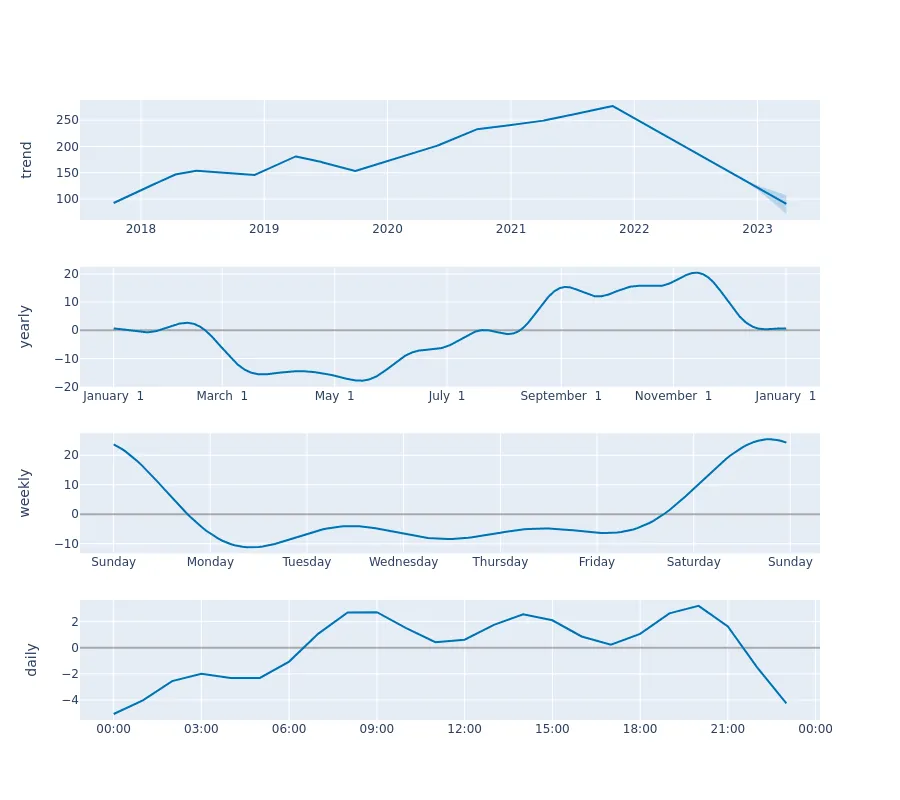 trend
250
200
150
100
2018 2019 2020 2021 2022 2023
yearly
20
10
0
−10
−20
January 1 March 1 May 1 July 1 September 1 November 1 January 1
weekly
20
10
0
−10
Sunday Monday Tuesday Wednesday Thursday Friday Saturday Sunday
daily
2
0
−2
−4
00:00 03:00 06:00 09:00 12:00 15:00 18:00 21:00 00:00